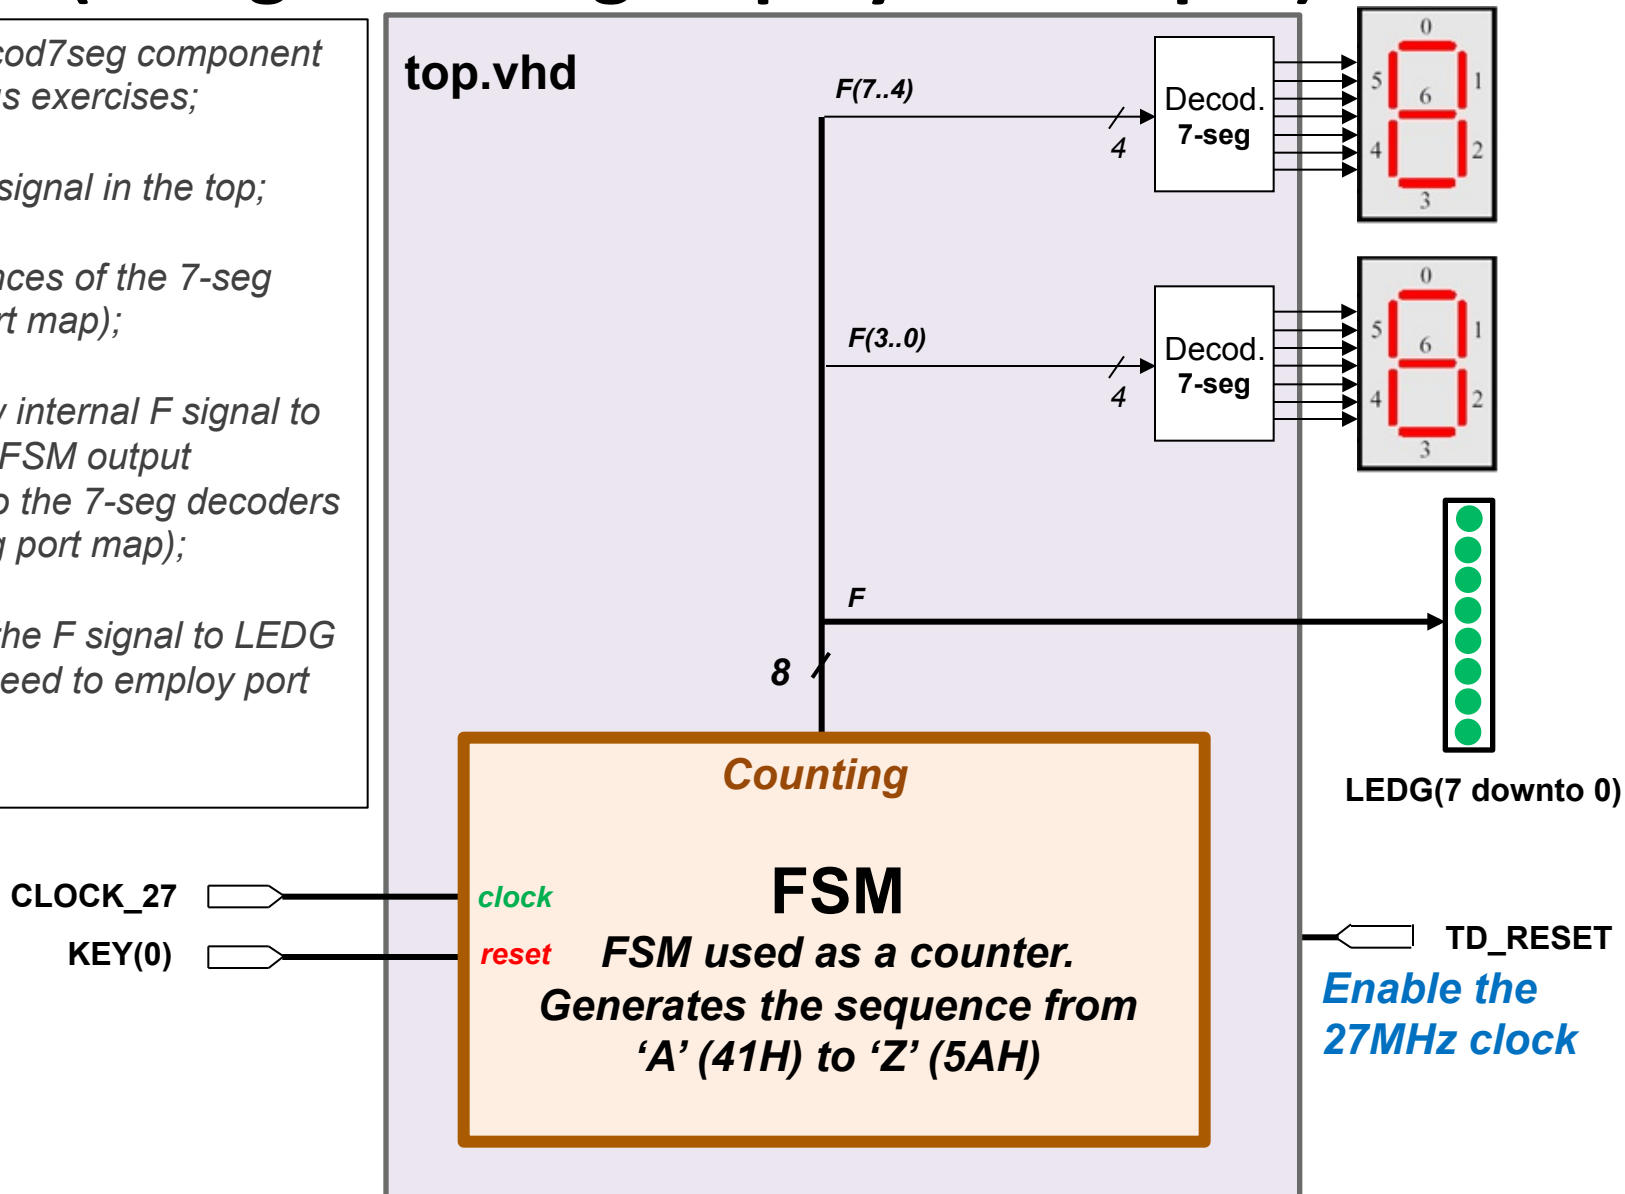 cod7seg component
us exercises;
signal in the top;
nces of the 7-seg
rt map);
internal F signal to
FSM output
o the 7-seg decoders
g port map);
the F signal to LEDG
eed to employ port
top.vhd
F(7..4)
4
Decod.
7-seg
0
5
1
6
4
2
3
F(3..0)
4
Decod.
7-seg
0
5
1
6
4
2
3
F
8
LEDG(7 downto 0)
Counting
FSM
FSM used as a counter.
Generates the sequence from
‘A’ (41H) to ‘Z’ (5AH)
CLOCK_27
clock
KEY(0)
reset
TD_RESET
Enable the
27MHz clock